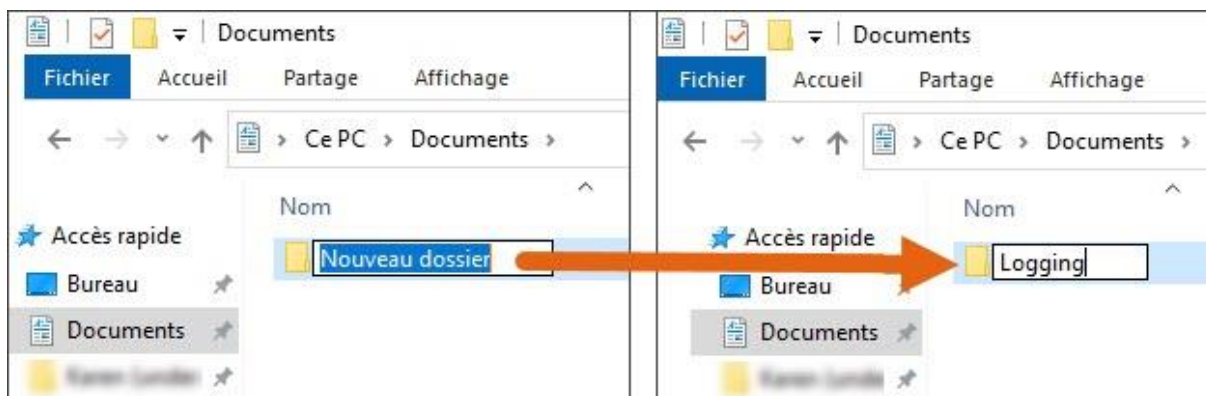 Documents
Fichier Accueil Partage Affichage
Ce PC > Documents >
Nom
Accès rapide
Nouveau dossier
Bureau
Documents
Documents
Fichier Accueil Partage Affichage
Ce PC > Documents >
Nom
Accès rapide
Logging
Bureau
Documents